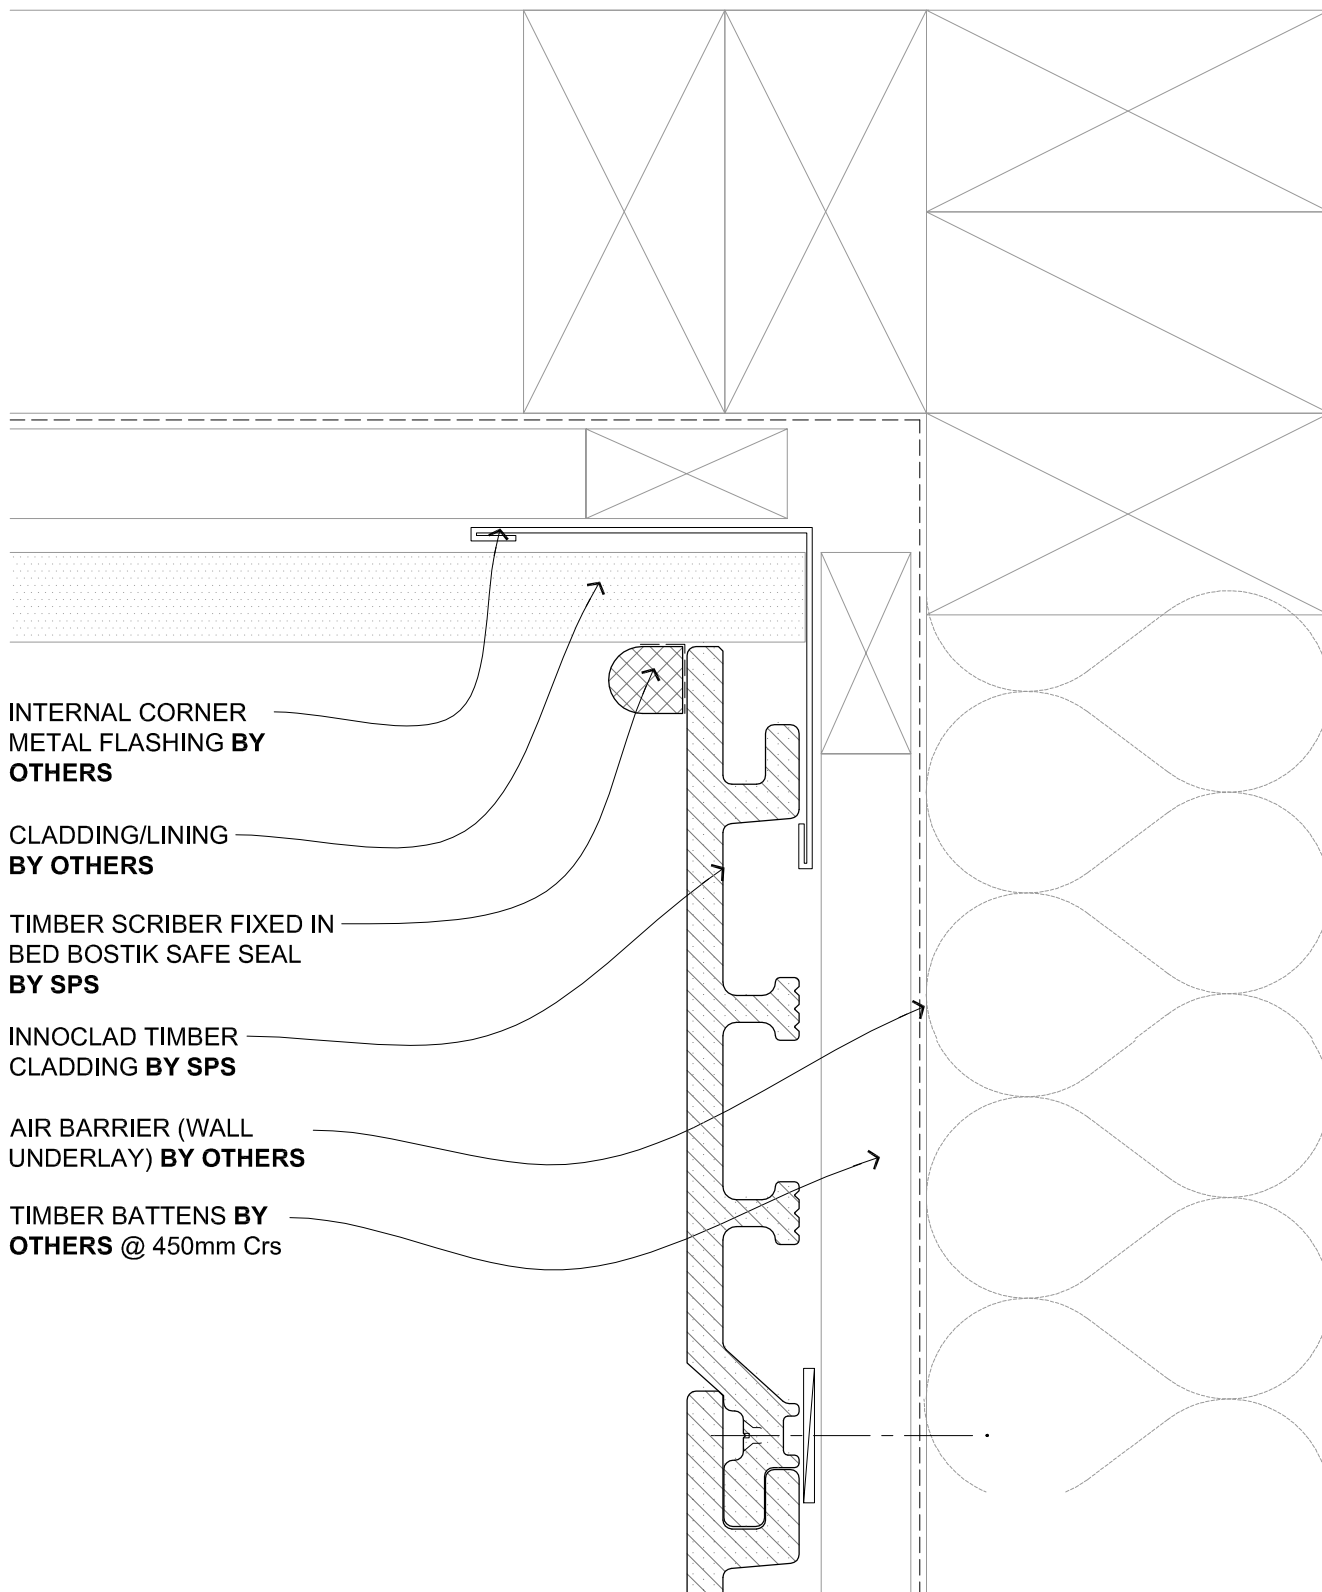 INTERNAL CORNER
METAL FLASHING BY
OTHERS
CLADDING/LINING
BY OTHERS
TIMBER SCRIBER FIXED IN
BED BOSTIK SAFE SEAL
BY SPS
INNOCLAD TIMBER
CLADDING BY SPS
AIR BARRIER (WALL
UNDERLAY) BY OTHERS
TIMBER BATTENS BY
OTHERS @ 450mm Crs